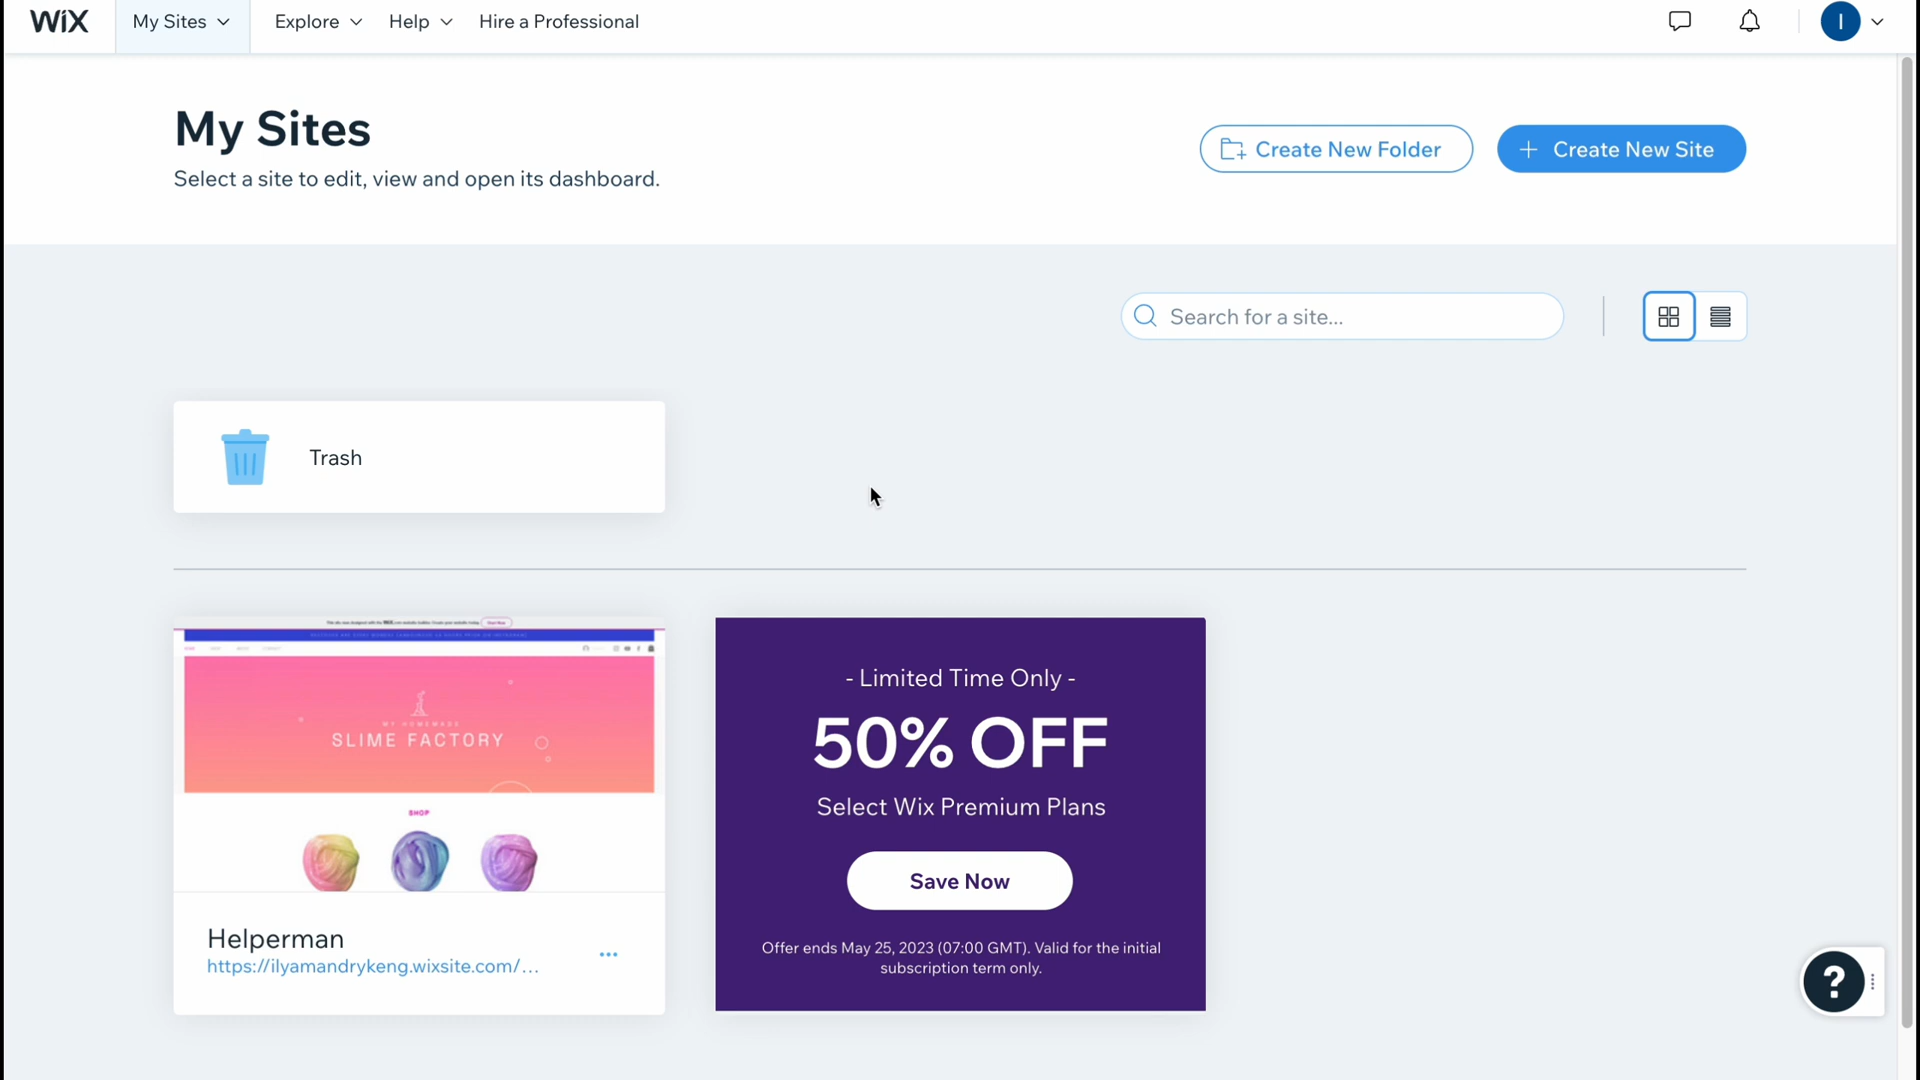 WiX
My Sites
Explore
Help
Hire a Professional
I
My Sites
Select a site to edit, view and open its dashboard.
Create New Folder
+ Create New Site
Search for a site...
Trash
MY HOMEMADE
SLIME FACTORY
SHOP
Helperman
https://ilyamandrykeng.wixsite.com/...
- Limited Time Only -
50% OFF
Select Wix Premium Plans
Save Now
Offer ends May 25, 2023 (07:00 GMT). Valid for the initial
subscription term only.
?